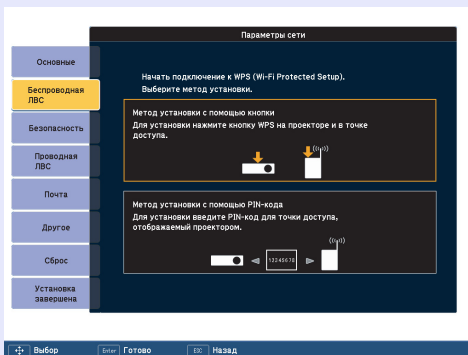 Параметры сети
Основные
Беспроводная
ЛВС
Безопасность
Проводная
ЛВС
Почта
Другое
Сброс
Установка
завершена
Начать подключение к WPS (Wi-Fi Protected Setup).
Выберите метод установки.
Метод установки с помощью кнопки
Для установки нажмите кнопку WPS на проекторе и в точке
доступа.
Метод установки с помощью PIN-кода
Для установки введите PIN-код для точки доступа,
отображаемый проектором.
12345678
Выбор
Enter Готово
ESC Назад